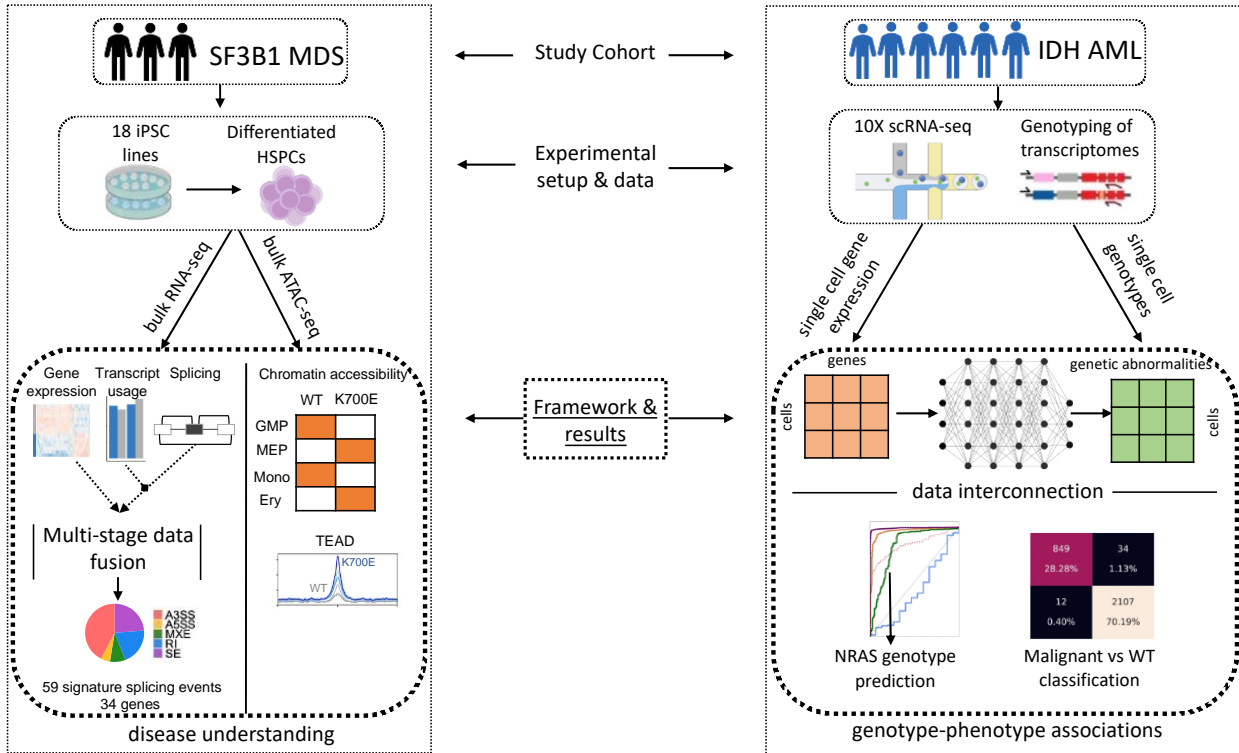 SF3B1 MDS
18 iPSC
lines
Differentiated
HSPCs
bulk RNA-seq
bulk ATAC-seq
Gene
expression
Transcript
usage
Splicing
Multi-stage data
fusion
A3SS
A5SS
MXE
RI
SE
59 signature splicing events
34 genes
Chromatin accessibility
WT K700E
GMP
MEP
Mono
Ery
TEAD
K700E
WT
disease understanding
Study Cohort
Experimental
setup & data
Framework &
results
IDH AML
10X scRNA-seq
Genotyping of
transcriptomes
single cell gene
expression
single cell
genotypes
genes
cells
genetic abnormalities
cells
data interconnection
849
28.28%
34
1.13%
12
0.40%
2107
70.19%
NRAS genotype
prediction
Malignant vs WT
classification
genotype-phenotype associations